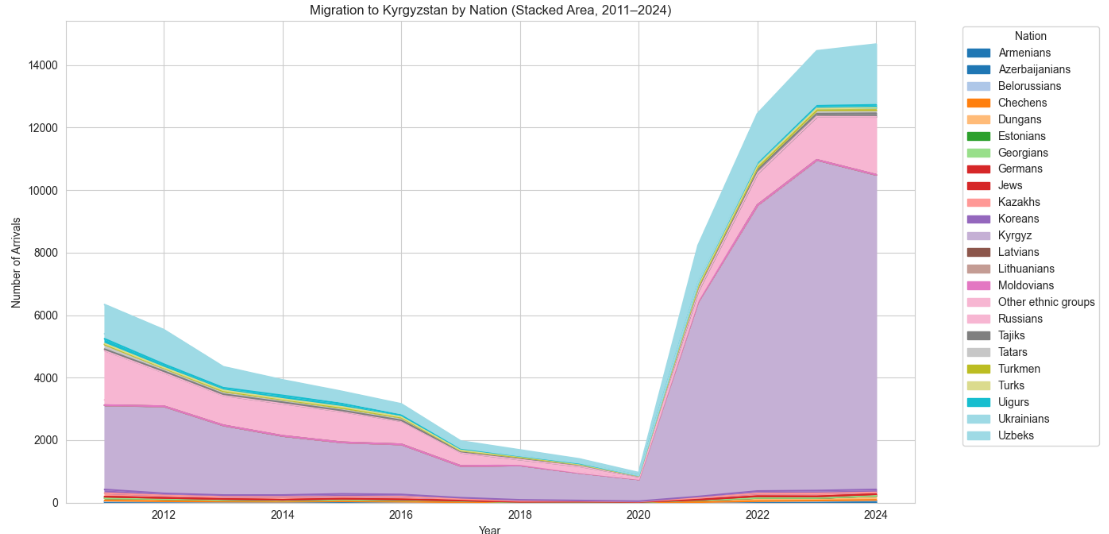 Migration to Kyrgyzstan by Nation (Stacked Area, 2011–2024)
Number of Arrivals
14000
12000
10000
8000
6000
4000
2000
0
2012
2014
2016
2018
2020
2022
2024
Year
Nation
Armenians
Azerbaijanians
Belorussians
Chechens
Dungans
Estonians
Georgians
Germans
Jews
Kazakhs
Koreans
Kyrgyz
Latvians
Lithuanians
Moldovians
Other ethnic groups
Russians
Tajiks
Tatars
Turkmen
Turks
Uigurs
Ukrainians
Uzbeks